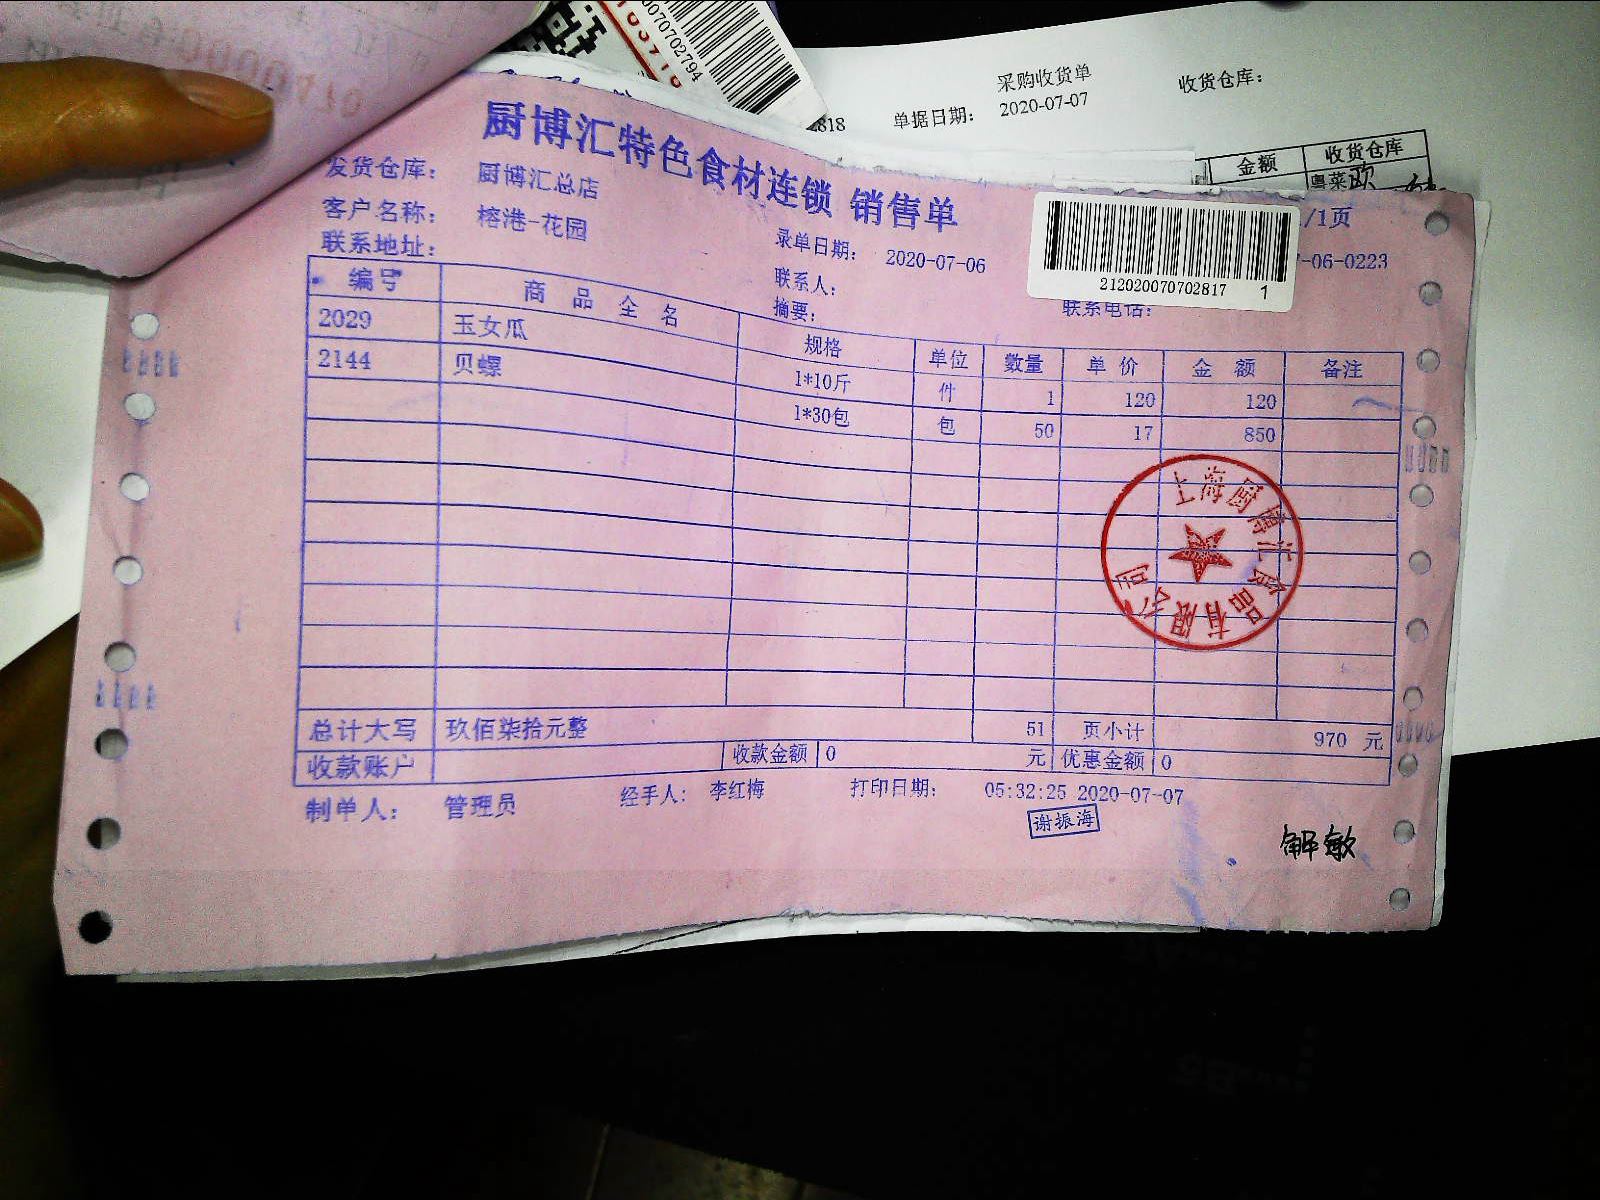 0070702794
采购收货单
收货仓库：
2818
单据日期： 2020-07-07
金额 收货仓库
粤菜
厨博汇特色食材连锁 销售单
/1页
发货仓库： 厨博汇总店
客户名称： 榕港-花园
录单日期： 2020-07-06
-06-0223
联系地址：
联系人：
联系电话：
摘要：
212020070702817 1
编号 商品全名 规格 单位 数量 单价 金额 备注
2029 玉女瓜 1*10斤 件 1 120 120
2144 贝螺 1*30包 包 50 17 850
上海厨博汇食品有限公司
总计大写 玖佰柒拾元整 51 页小计 970 元
收款账户 收款金额 0 元 优惠金额 0
制单人： 管理员 经手人： 李红梅 打印日期： 05:32:25 2020-07-07
谢振海
解敏